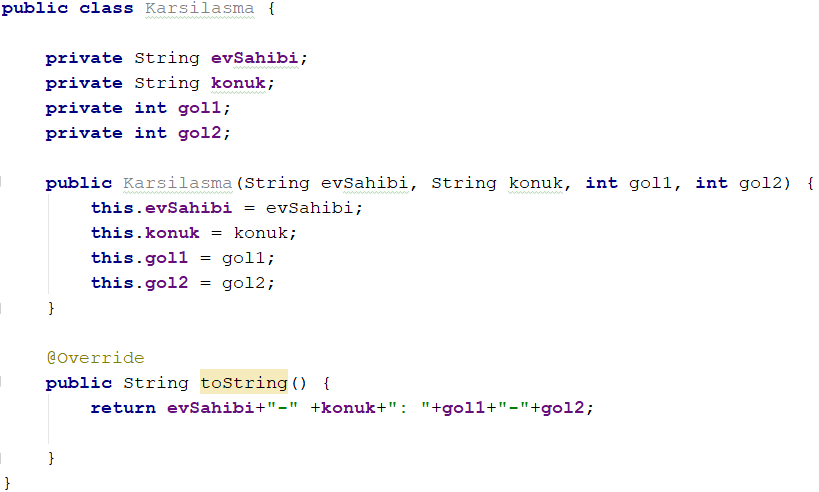 public class Karsilasma {
private String evSahibi;
private String konuk;
private int gol1;
private int gol2;
public Karsilasma(String evSahibi, String konuk, int gol1, int gol2) {
this.evSahibi = evSahibi;
this.konuk = konuk;
this.gol1 = gol1;
this.gol2 = gol2;
}
@Override
public String toString() {
return evSahibi+"-" +konuk+": "+gol1+"-"+gol2;
}
}